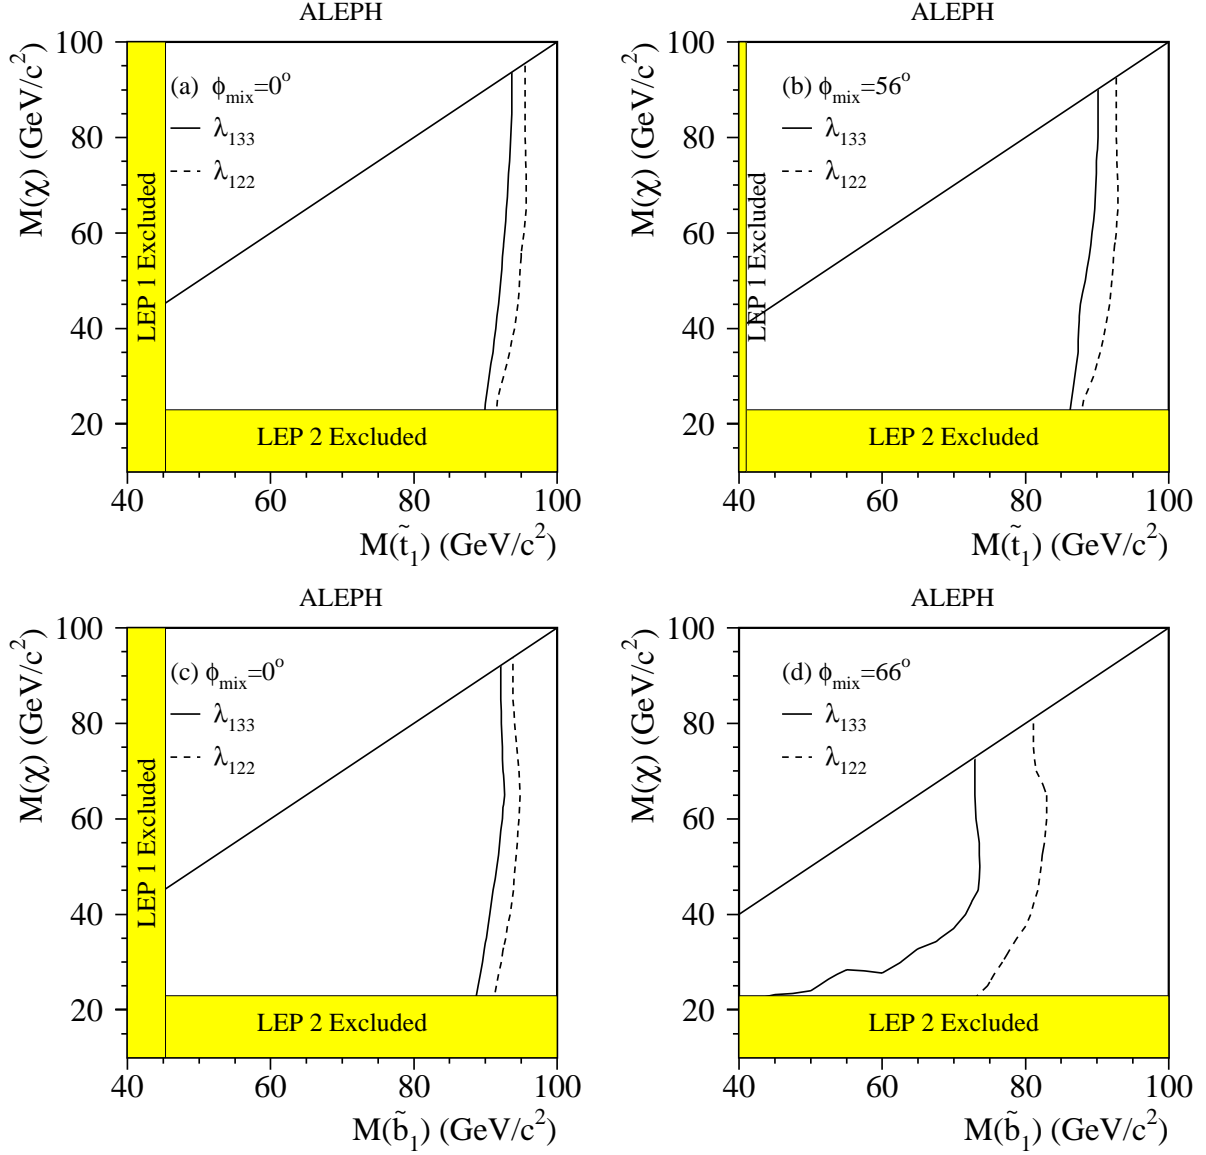 ALEPH
M(χ) (GeV/c²)
100
80
60
40
20
(a) ϕmix=0°
λ133
λ122
LEP 1 Excluded
LEP 2 Excluded
40 60 80 100
M(t̃1) (GeV/c²)
ALEPH
M(χ) (GeV/c²)
100
80
60
40
20
(b) ϕmix=56°
λ133
λ122
LEP 1 Excluded
LEP 2 Excluded
40 60 80 100
M(t̃1) (GeV/c²)
ALEPH
M(χ) (GeV/c²)
100
80
60
40
20
(c) ϕmix=0°
λ133
λ122
LEP 1 Excluded
LEP 2 Excluded
40 60 80 100
M(b̃1) (GeV/c²)
ALEPH
M(χ) (GeV/c²)
100
80
60
40
20
(d) ϕmix=66°
λ133
λ122
LEP 2 Excluded
40 60 80 100
M(b̃1) (GeV/c²)